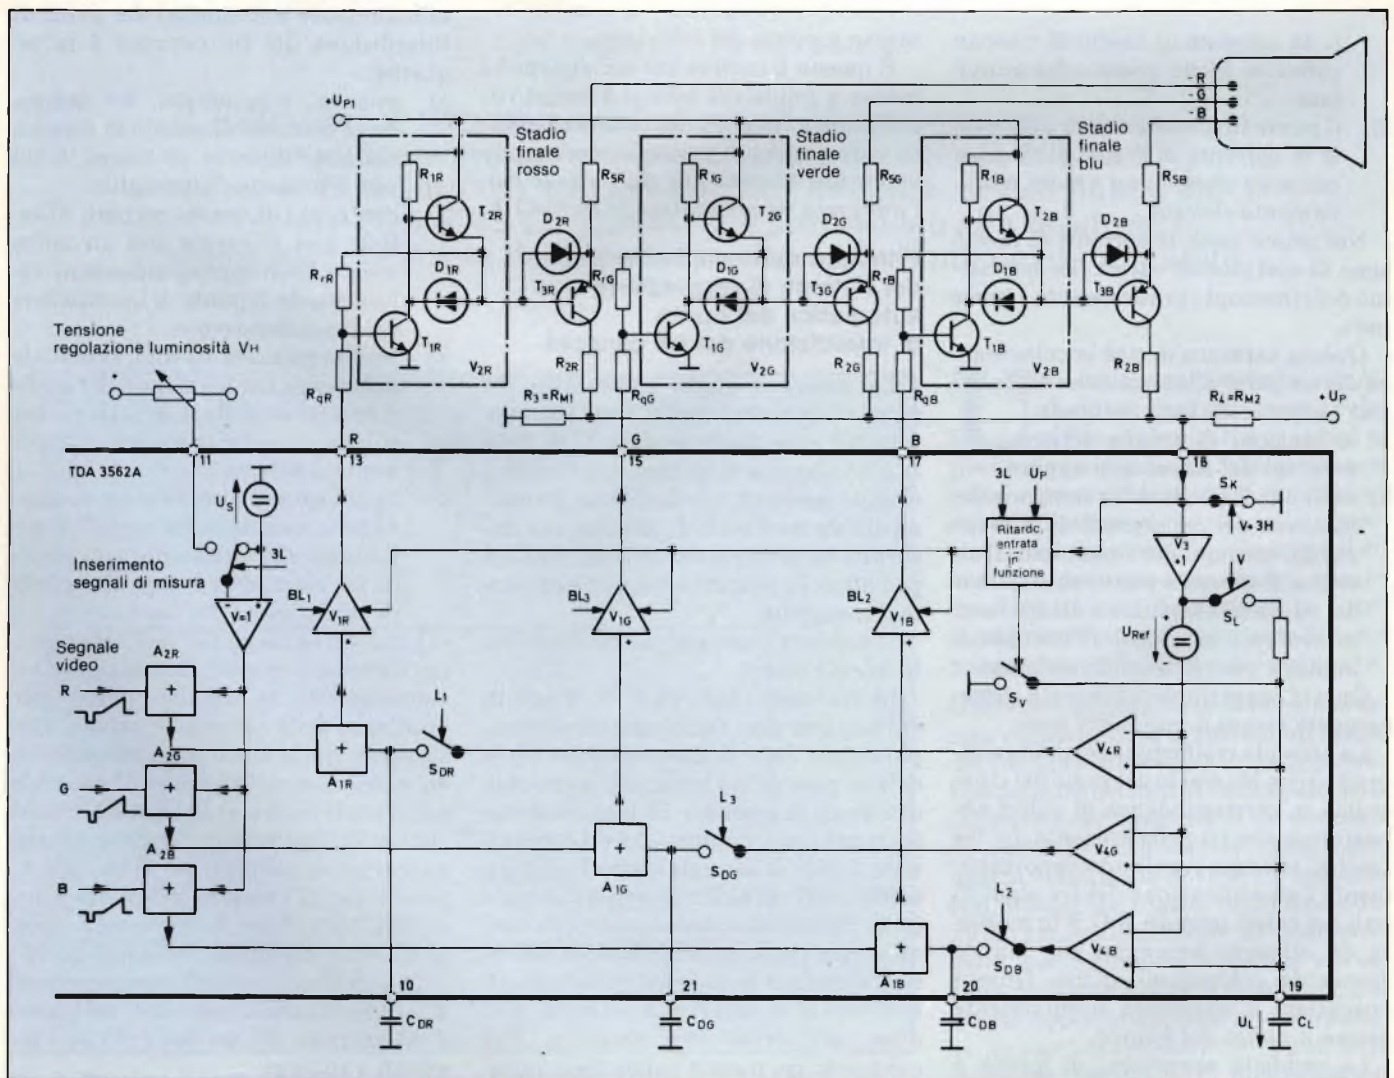 -R
-G
-B
+UP1
Stadio
finale
rosso
Stadio
finale
verde
Stadio
finale
blu
R1R
R5R
R1G
R5G
R1B
R5B
T2R
D2R
T2G
D2G
T2B
D2B
RrR
D1R
T3R
RrG
D1G
T3G
RrB
D1B
T3B
T1R
T1G
T1B
R2R
R2G
R2B
V2R
V2G
V2B
Tensione
regolazione luminosità VH
+
RqR
R3=RM1
RqG
RqB
R4=RM2
+UP
R
G
B
11
13
15
17
18
TDA 3562A
US
3L
Inserimento
segnali di misura
V=1
+
BL1
V1R
+
BL3
V1G
+
BL2
V1B
+
3L
UP
Ritardo
entrata
in
funzione
SK
V+3H
V3
+1
V
SL
URef
+
SV
Segnale
video
R
A2R
+
G
A2G
+
B
A2B
+
A1R
+
L1
SDR
A1G
+
L3
SDG
A1B
+
L2
SDB
V4R
+
V4G
+
V4B
+
10
21
20
19
CDR
CDG
CDB
UL
CL